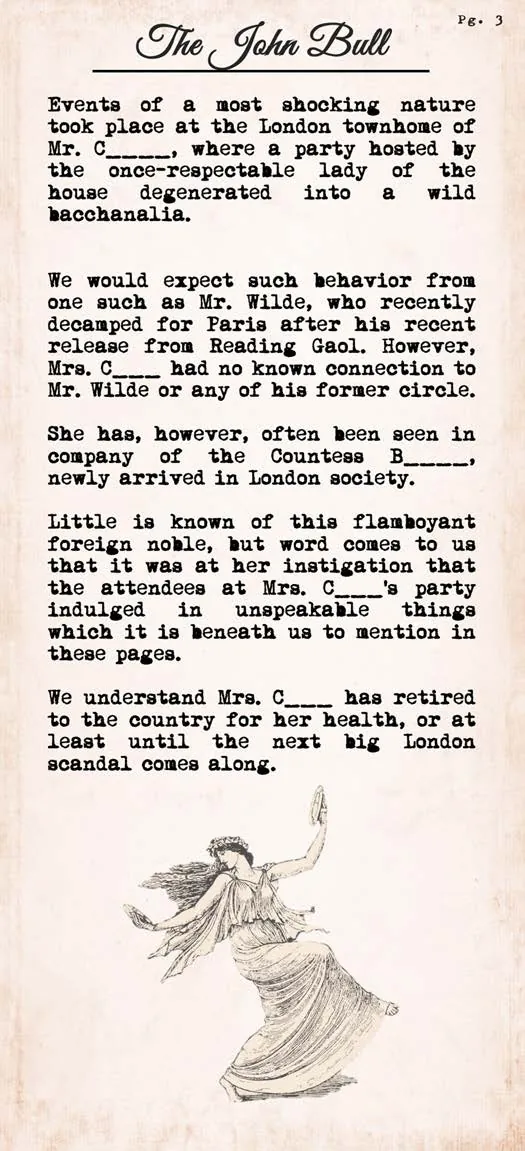 Pg. 3
The John Bull
Events of a most shocking nature
took place at the London townhome of
Mr. C_____, where a party hosted by
the once-respectable lady of the
house degenerated into a wild
bacchanalia.
We would expect such behavior from
one such as Mr. Wilde, who recently
decamped for Paris after his recent
release from Reading Gaol. However,
Mrs. C___ had no known connection to
Mr. Wilde or any of his former circle.
She has, however, often been seen in
company of the Countess B_____,
newly arrived in London society.
Little is known of this flamboyant
foreign noble, but word comes to us
that it was at her instigation that
the attendees at Mrs. C___'s party
indulged in unspeakable things
which it is beneath us to mention in
these pages.
We understand Mrs. C___ has retired
to the country for her health, or at
least until the next big London
scandal comes along.